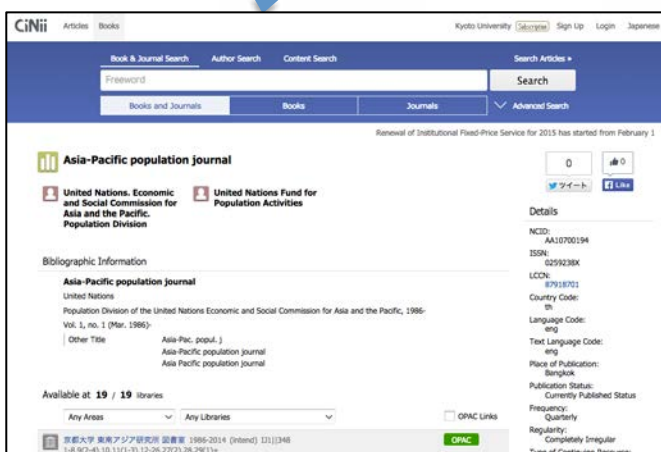 CiNii Articles Books Kyoto University Subscription Sign Up Login Japanese
Book & Journal Search Author Search Content Search Search Articles »
Freeword Search
Books and Journals Books Journals Advanced Search
Renewal of Institutional Fixed-Price Service for 2015 has started from February 1
Asia-Pacific population journal
United Nations. Economic
and Social Commission for
Asia and the Pacific.
Population Division
United Nations Fund for
Population Activities
0 0
ツイート Like
Bibliographic Information
Asia-Pacific population journal
United Nations
Population Division of the United Nations Economic and Social Commission for Asia and the Pacific, 1986-
Vol. 1, no. 1 (Mar. 1986)-
Other Title Asia-Pac. popul. j
Asia-Pacific population journal
Asia Pacific population journal
Available at 19 / 19 libraries
Any Areas Any Libraries OPAC Links
京都大学 東南アジア研究所 図書室 1986-2014 (intend) OPAC
Details
NCID:
AA10700194
ISSN:
0259238X
LCCN:
87918701
Country Code:
th
Language Code:
eng
Text Language Code:
eng
Place of Publication:
Bangkok
Publication Status:
Currently Published Status
Frequency:
Quarterly
Regularity:
Completely Irregular